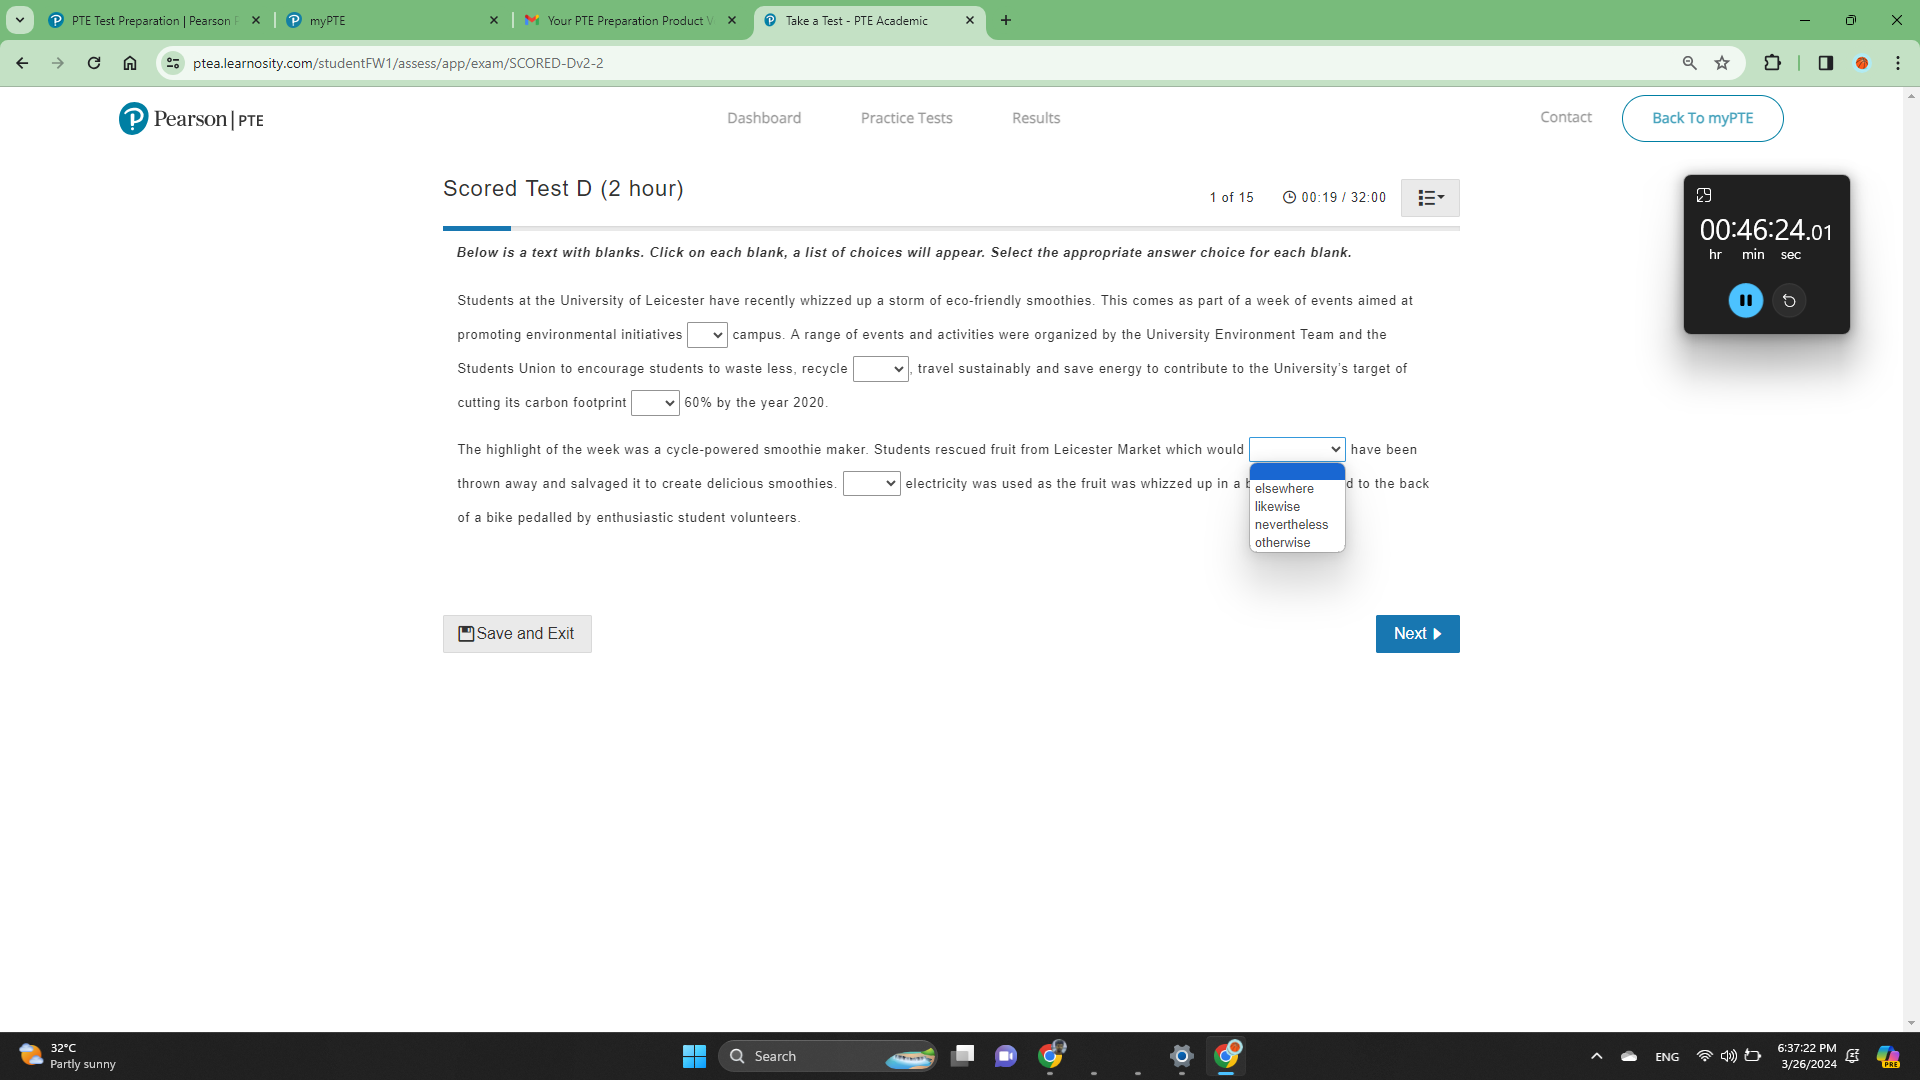 PTE Test Preparation | Pearson P
myPTE
Your PTE Preparation Product V
Take a Test - PTE Academic
ptea.learnosity.com/studentFW1/assess/app/exam/SCORED-Dv2-2
Pearson | PTE
Dashboard
Practice Tests
Results
Contact
Back To myPTE
Scored Test D (2 hour)
1 of 15
00:19 / 32:00
00:46:24.01
hr min sec
Below is a text with blanks. Click on each blank, a list of choices will appear. Select the appropriate answer choice for each blank.
Students at the University of Leicester have recently whizzed up a storm of eco-friendly smoothies. This comes as part of a week of events aimed at
promoting environmental initiatives campus. A range of events and activities were organized by the University Environment Team and the
Students Union to encourage students to waste less, recycle , travel sustainably and save energy to contribute to the University's target of
cutting its carbon footprint 60% by the year 2020.
The highlight of the week was a cycle-powered smoothie maker. Students rescued fruit from Leicester Market which would have been
thrown away and salvaged it to create delicious smoothies. electricity was used as the fruit was whizzed up in a b d to the back
of a bike pedalled by enthusiastic student volunteers.
elsewhere
likewise
nevertheless
otherwise
Save and Exit
Next
32°C
Partly sunny
Search
ENG
6:37:22 PM
3/26/2024
PRE